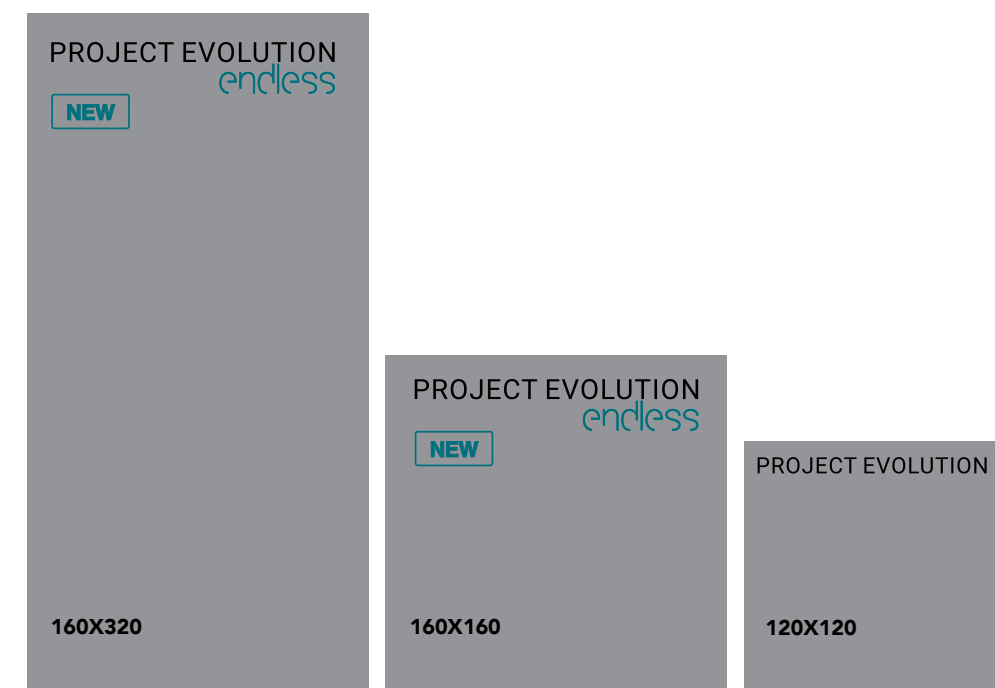 PROJECT EVOLUTION
endless
NEW
160X320
PROJECT EVOLUTION
endless
NEW
160X160
PROJECT EVOLUTION
120X120